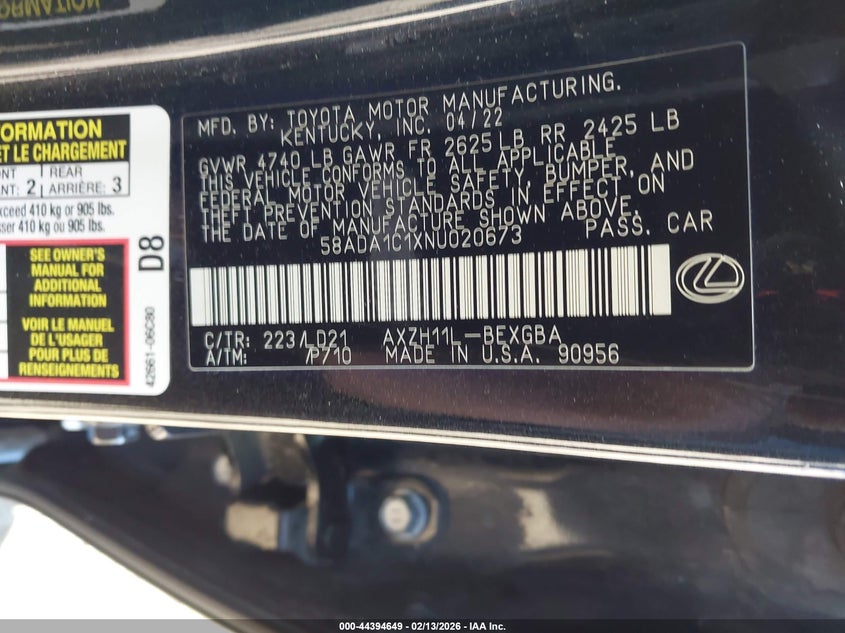 FORMATION
ET LE CHARGEMENT
2
REAR
ARRIÈRE: 3
exceed 410 kg or 905 lbs.
ser 410 kg ou 905 lbs.
SEE OWNER'S
MANUAL FOR
ADDITIONAL
INFORMATION
VOIR LE MANUEL
DE L'USAGER
POUR PLUS DE
RENSEIGNEMENTS
D8
42661-06C80
MFD. BY: TOYOTA MOTOR MANUFACTURING.
KENTUCKY, INC. 04/22
GVWR 4740 LB GAWR FR 2625 LB RR 2425 LB
THIS VEHICLE CONFORMS TO ALL APPLICABLE
FEDERAL MOTOR VEHICLE SAFETY, BUMPER, AND
THEFT PREVENTION STANDARDS IN EFFECT ON
THE DATE OF MANUFACTURE SHOWN ABOVE.
58ADA1C1XNU020673 PASS. CAR
C/TR: 223/LD21 AXZH11L-BEXGBA
A/TM: /P710 MADE IN U.S.A. 90956
000-44394649 | 02/13/2026 – IAA Inc.